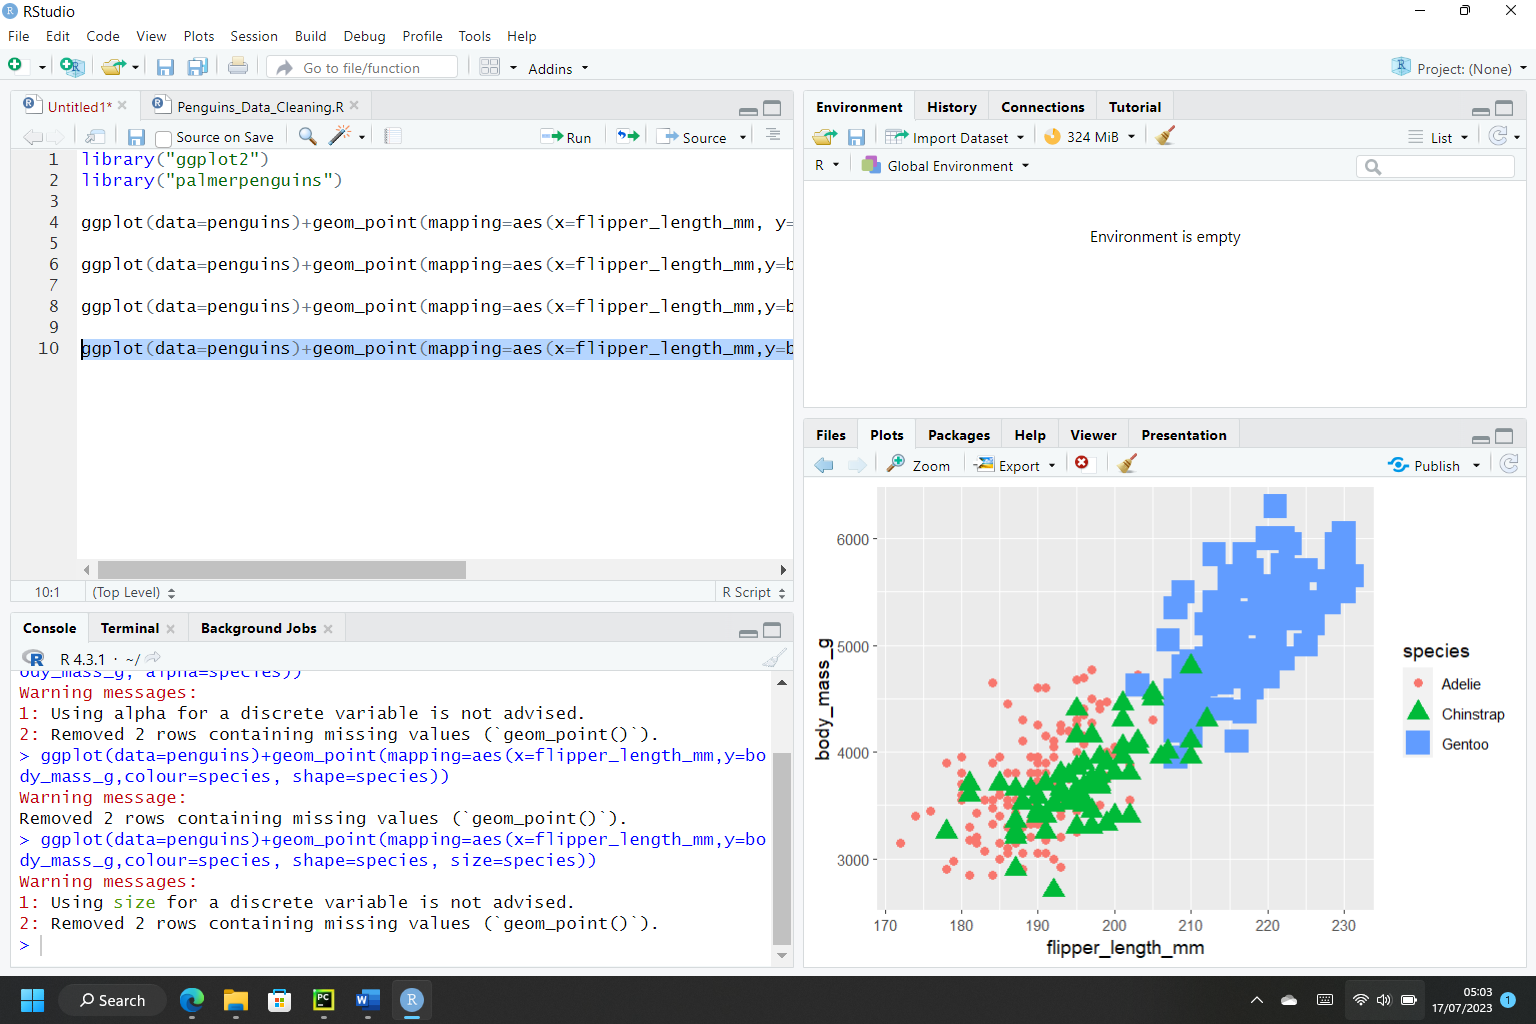 RStudio
File Edit Code View Plots Session Build Debug Profile Tools Help
Go to file/function Addins Project: (None)
Untitled1* Penguins_Data_Cleaning.R
Source on Save Run Source
1 library("ggplot2")
2 library("palmerpenguins")
3
4 ggplot(data=penguins)+geom_point(mapping=aes(x=flipper_length_mm, y=
5
6 ggplot(data=penguins)+geom_point(mapping=aes(x=flipper_length_mm,y=b
7
8 ggplot(data=penguins)+geom_point(mapping=aes(x=flipper_length_mm,y=b
9
10 ggplot(data=penguins)+geom_point(mapping=aes(x=flipper_length_mm,y=b
10:1 (Top Level) R Script
Console Terminal Background Jobs
R 4.3.1 · ~/
ody_mass_g, alpha=species))
Warning messages:
1: Using alpha for a discrete variable is not advised.
2: Removed 2 rows containing missing values (`geom_point()`).
> ggplot(data=penguins)+geom_point(mapping=aes(x=flipper_length_mm,y=bo
dy_mass_g,colour=species, shape=species))
Warning message:
Removed 2 rows containing missing values (`geom_point()`).
> ggplot(data=penguins)+geom_point(mapping=aes(x=flipper_length_mm,y=bo
dy_mass_g,colour=species, shape=species, size=species))
Warning messages:
1: Using size for a discrete variable is not advised.
2: Removed 2 rows containing missing values (`geom_point()`).
>
Environment History Connections Tutorial
Import Dataset 324 MiB List
R Global Environment
Environment is empty
Files Plots Packages Help Viewer Presentation
Zoom Export Publish
body_mass_g
6000
5000
4000
3000
170 180 190 200 210 220 230
flipper_length_mm
species
Adelie
Chinstrap
Gentoo
Search
PC
W
R
05:03
17/07/2023
1